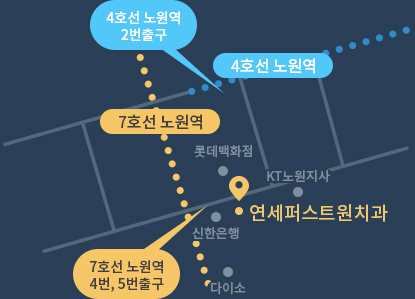 4호선 노원역
2번출구
4호선 노원역
7호선 노원역
롯데백화점
KT노원지사
연세퍼스트원치과
신한은행
7호선 노원역
4번, 5번출구
다이소